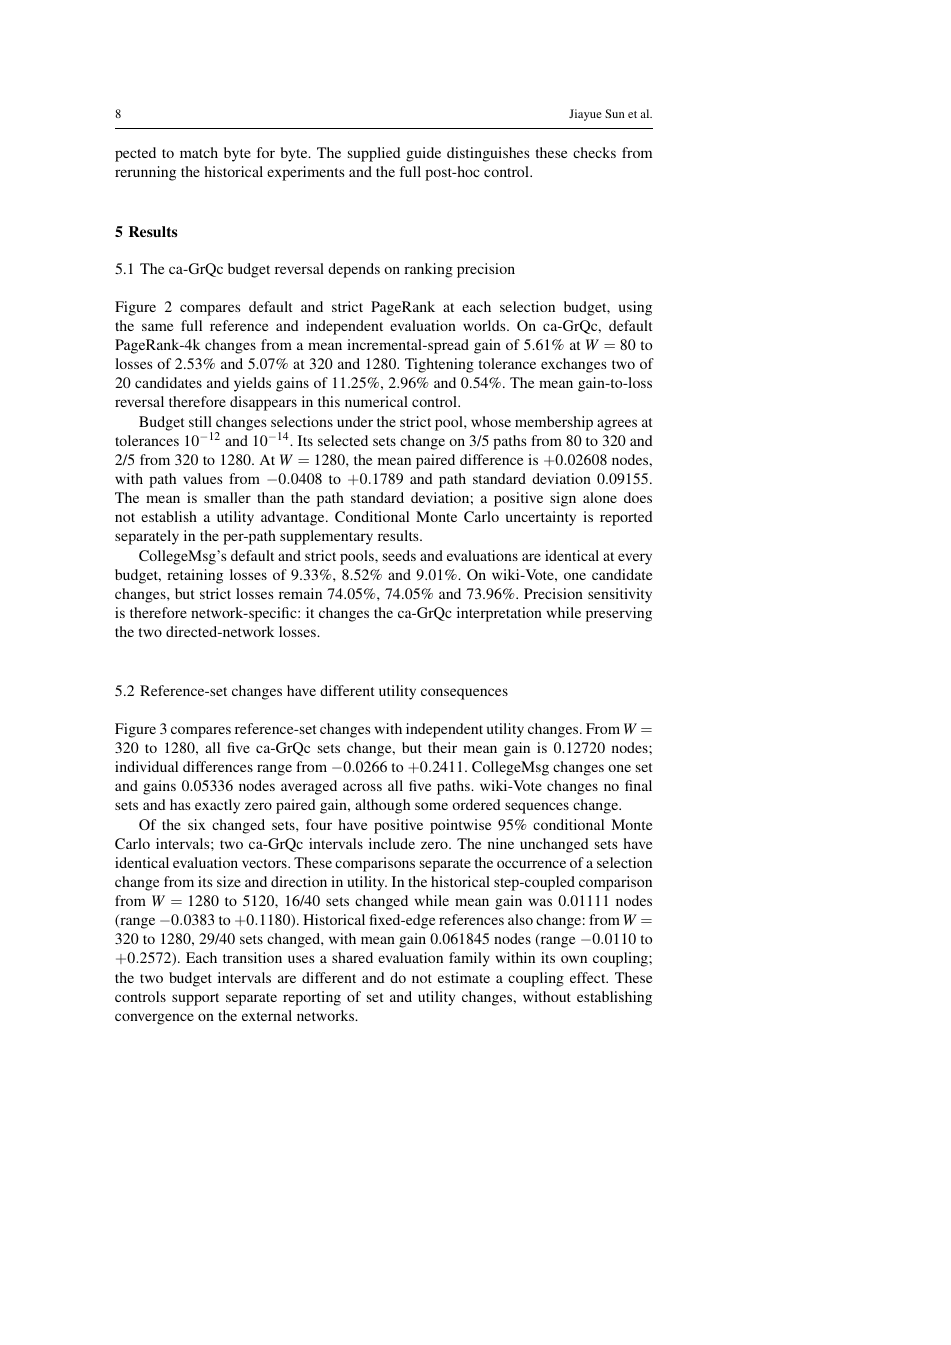 8
Jiayue Sun et al.
pected to match byte for byte. The supplied guide distinguishes these checks from
rerunning the historical experiments and the full post-hoc control.
5 Results
5.1 The ca-GrQc budget reversal depends on ranking precision
Figure 2 compares default and strict PageRank at each selection budget, using
the same full reference and independent evaluation worlds. On ca-GrQc, default
PageRank-4k changes from a mean incremental-spread gain of 5.61% at W = 80 to
losses of 2.53% and 5.07% at 320 and 1280. Tightening tolerance exchanges two of
20 candidates and yields gains of 11.25%, 2.96% and 0.54%. The mean gain-to-loss
reversal therefore disappears in this numerical control.
Budget still changes selections under the strict pool, whose membership agrees at
tolerances 10⁻¹² and 10⁻¹⁴. Its selected sets change on 3/5 paths from 80 to 320 and
2/5 from 320 to 1280. At W = 1280, the mean paired difference is +0.02608 nodes,
with path values from −0.0408 to +0.1789 and path standard deviation 0.09155.
The mean is smaller than the path standard deviation; a positive sign alone does
not establish a utility advantage. Conditional Monte Carlo uncertainty is reported
separately in the per-path supplementary results.
CollegeMsg's default and strict pools, seeds and evaluations are identical at every
budget, retaining losses of 9.33%, 8.52% and 9.01%. On wiki-Vote, one candidate
changes, but strict losses remain 74.05%, 74.05% and 73.96%. Precision sensitivity
is therefore network-specific: it changes the ca-GrQc interpretation while preserving
the two directed-network losses.
5.2 Reference-set changes have different utility consequences
Figure 3 compares reference-set changes with independent utility changes. From W =
320 to 1280, all five ca-GrQc sets change, but their mean gain is 0.12720 nodes;
individual differences range from −0.0266 to +0.2411. CollegeMsg changes one set
and gains 0.05336 nodes averaged across all five paths. wiki-Vote changes no final
sets and has exactly zero paired gain, although some ordered sequences change.
Of the six changed sets, four have positive pointwise 95% conditional Monte
Carlo intervals; two ca-GrQc intervals include zero. The nine unchanged sets have
identical evaluation vectors. These comparisons separate the occurrence of a selection
change from its size and direction in utility. In the historical step-coupled comparison
from W = 1280 to 5120, 16/40 sets changed while mean gain was 0.01111 nodes
(range −0.0383 to +0.1180). Historical fixed-edge references also change: from W =
320 to 1280, 29/40 sets changed, with mean gain 0.061845 nodes (range −0.0110 to
+0.2572). Each transition uses a shared evaluation family within its own coupling;
the two budget intervals are different and do not estimate a coupling effect. These
controls support separate reporting of set and utility changes, without establishing
convergence on the external networks.